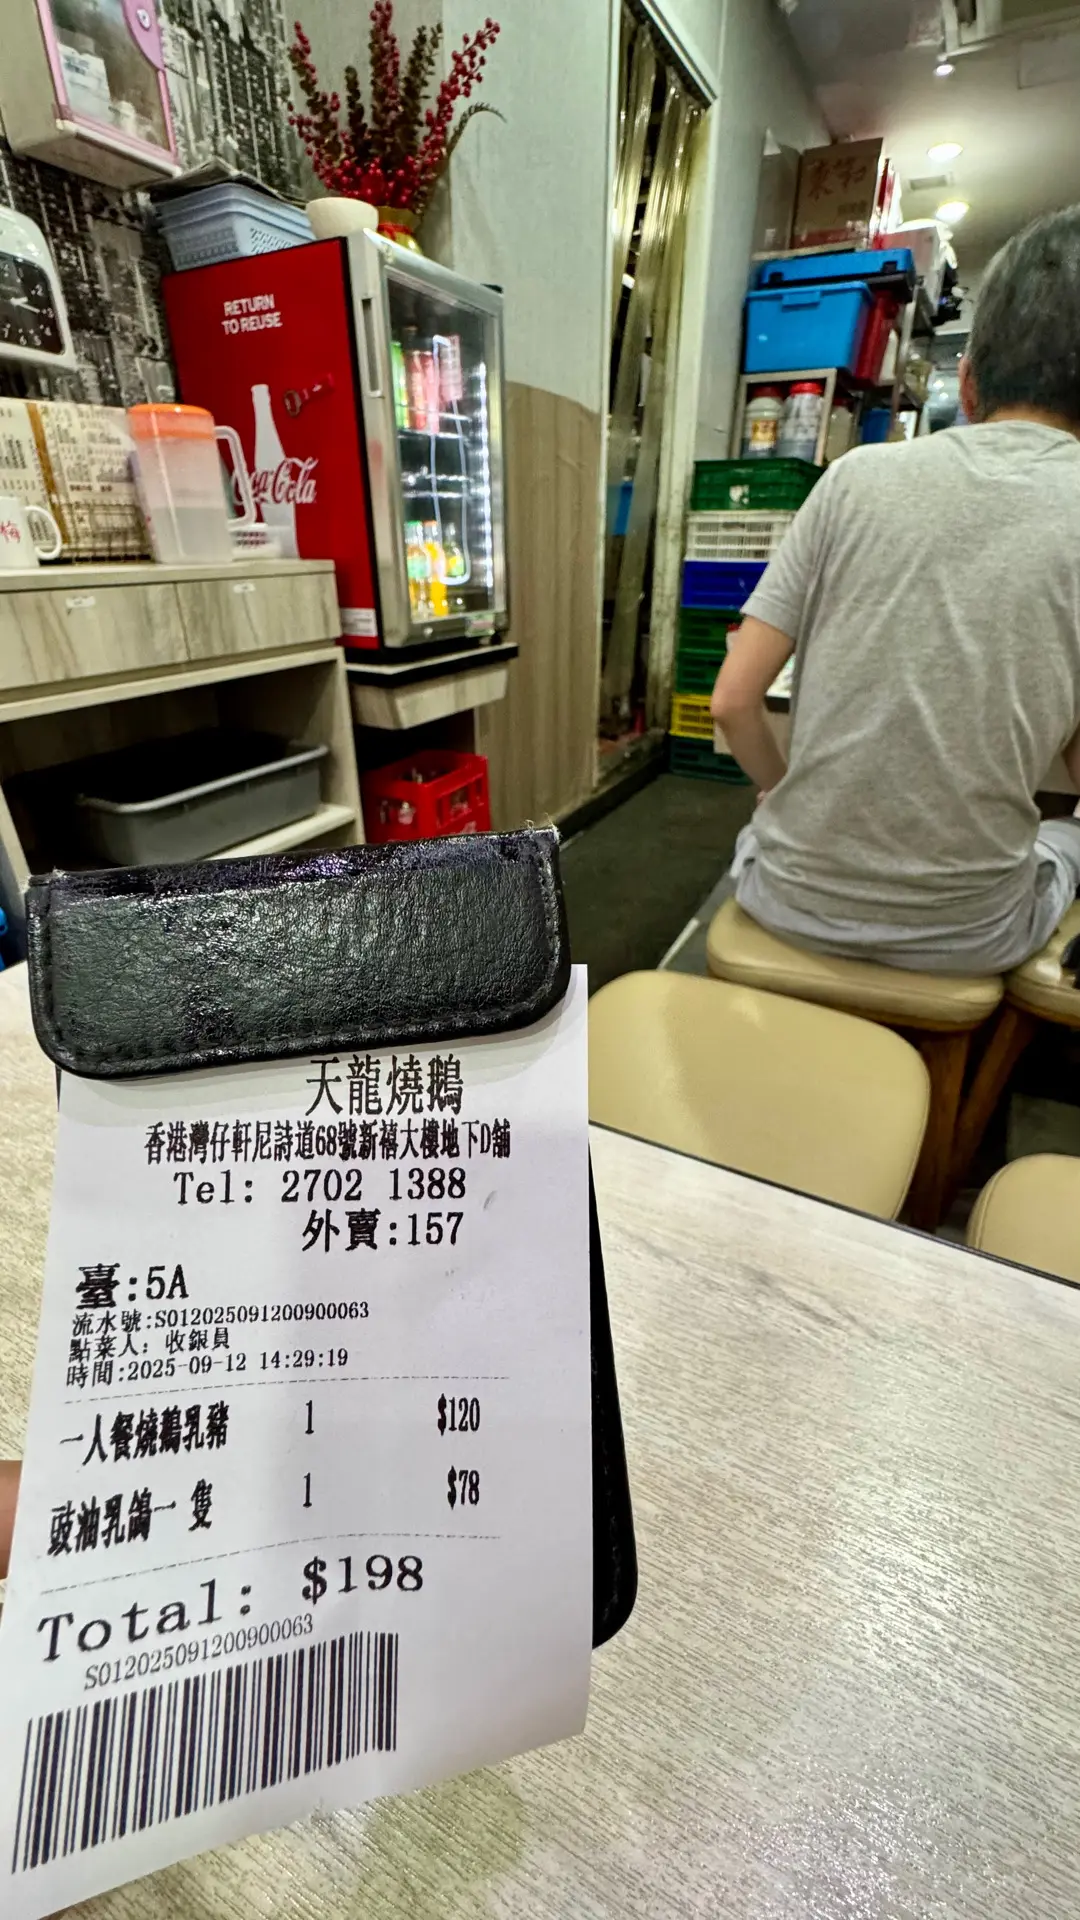 RETURN
TO REUSE
Coca-Cola
梅
天龍燒鵝
香港灣仔軒尼詩道68號新禧大樓地下D舖
Tel: 2702 1388
外賣:157
臺:5A
流水號:S012025091200900063
點菜人: 收銀員
時間:2025-09-12 14:29:19
一人餐燒鵝乳豬 1 $120
豉油乳鴿一隻 1 $78
Total: $198
S012025091200900063